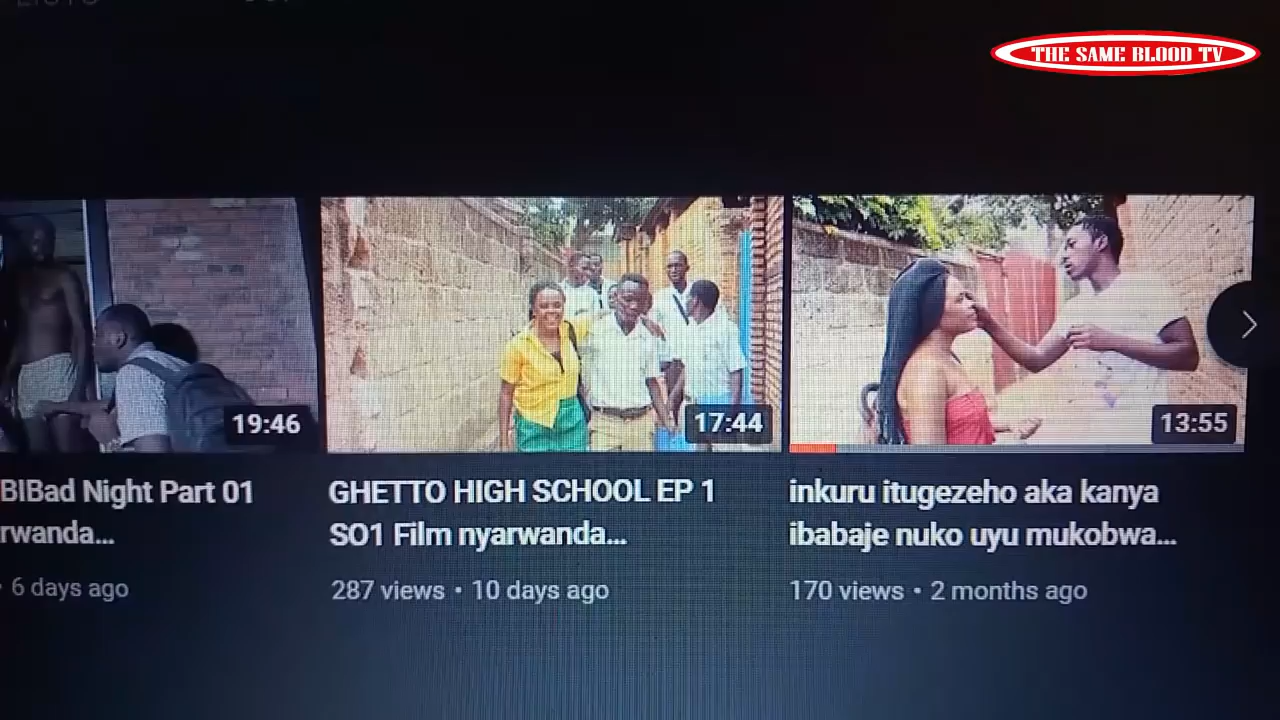 THE SAME BLOOD TV
19:46
17:44
13:55
BIBad Night Part 01
rwanda...
• 6 days ago
GHETTO HIGH SCHOOL EP 1
SO1 Film nyarwanda...
287 views • 10 days ago
inkuru itugezeho aka kanya
ibabaje nuko uyu mukobwa...
170 views • 2 months ago